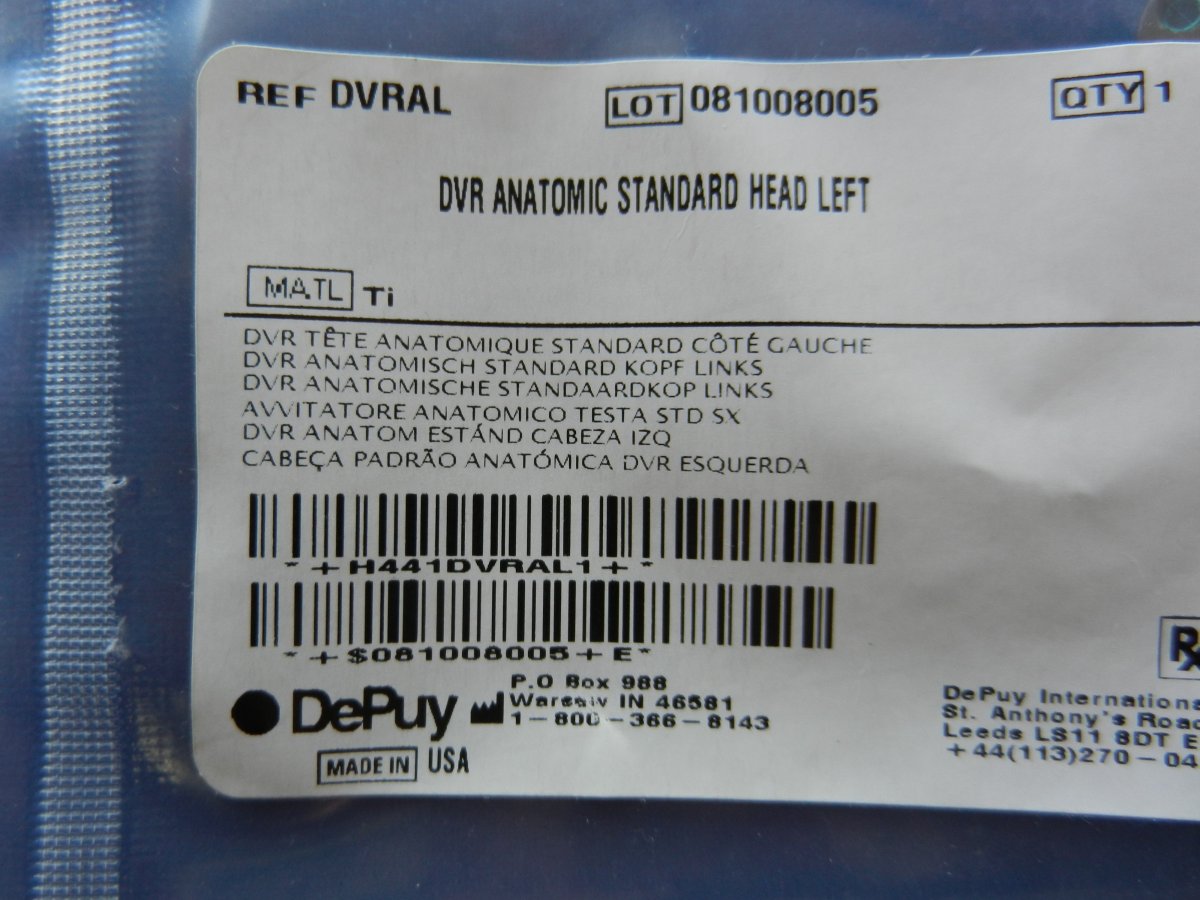 REF DVRAL LOT 081008005 QTY 1
DVR ANATOMIC STANDARD HEAD LEFT
MATL Ti
DVR TÊTE ANATOMIQUE STANDARD CÔTÉ GAUCHE
DVR ANATOMISCH STANDARD KOPF LINKS
DVR ANATOMISCHE STANDAARDKOP LINKS
AVVITATORE ANATOMICO TESTA STD SX
DVR ANATOM ESTÁND CABEZA IZQ
CABEÇA PADRÃO ANATÓMICA DVR ESQUERDA
*+H441DVRAL1+*
*+$081008005+E*
Rx
DePuy
P.O Box 988
Warsaw IN 46581
1-800-366-8143
MADE IN USA
DePuy Internationa
St. Anthony's Road
Leeds LS11 8DT E
+44(113)270-04